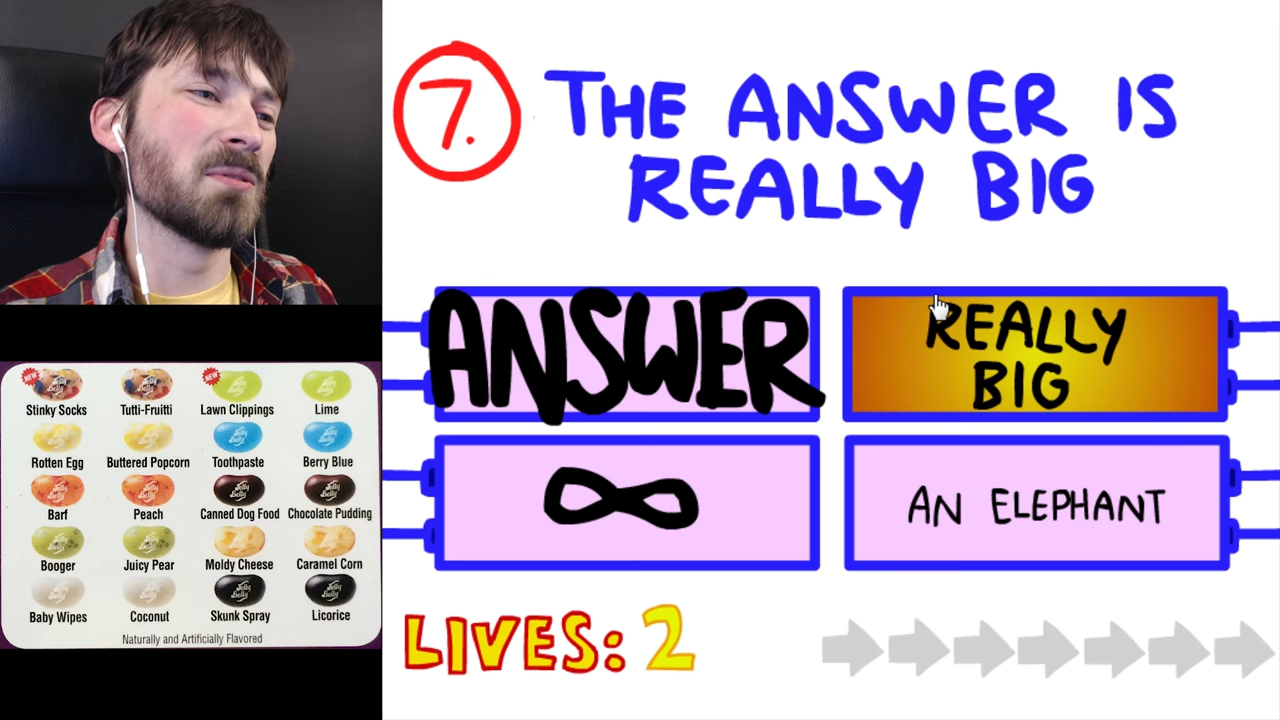 7. THE ANSWER IS
REALLY BIG
ANSWER
REALLY
BIG
∞
AN ELEPHANT
LIVES: 2
NEW
NEW
Stinky Socks
Tutti-Fruitti
Lawn Clippings
Lime
Rotten Egg
Buttered Popcorn
Toothpaste
Berry Blue
Barf
Peach
Canned Dog Food
Chocolate Pudding
Booger
Juicy Pear
Moldy Cheese
Caramel Corn
Baby Wipes
Coconut
Skunk Spray
Licorice
Naturally and Artificially Flavored